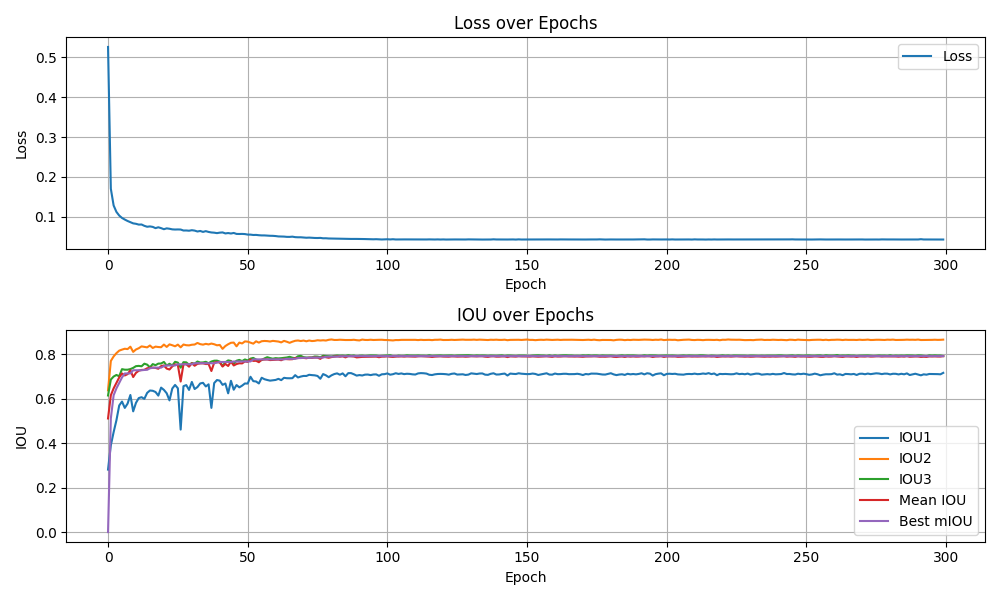 Loss over Epochs
Loss
0.5
0.4
0.3
0.2
0.1
Loss
0 50 100 150 200 250 300
Epoch
IOU over Epochs
0.8
0.6
0.4
0.2
0.0
IOU
IOU1
IOU2
IOU3
Mean IOU
Best mIOU
0 50 100 150 200 250 300
Epoch